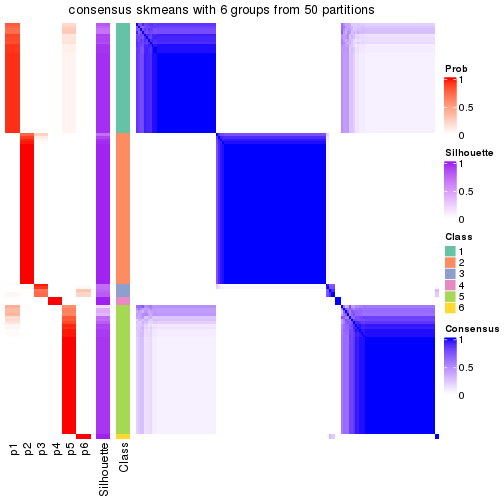 consensus skmeans with 6 groups from 50 partitions
Prob
1
0.5
0
Silhouette
1
0.5
0
Class
1
2
3
4
5
6
Consensus
1
0.5
0
p1
p2
p3
p4
p5
p6
Silhouette
Class